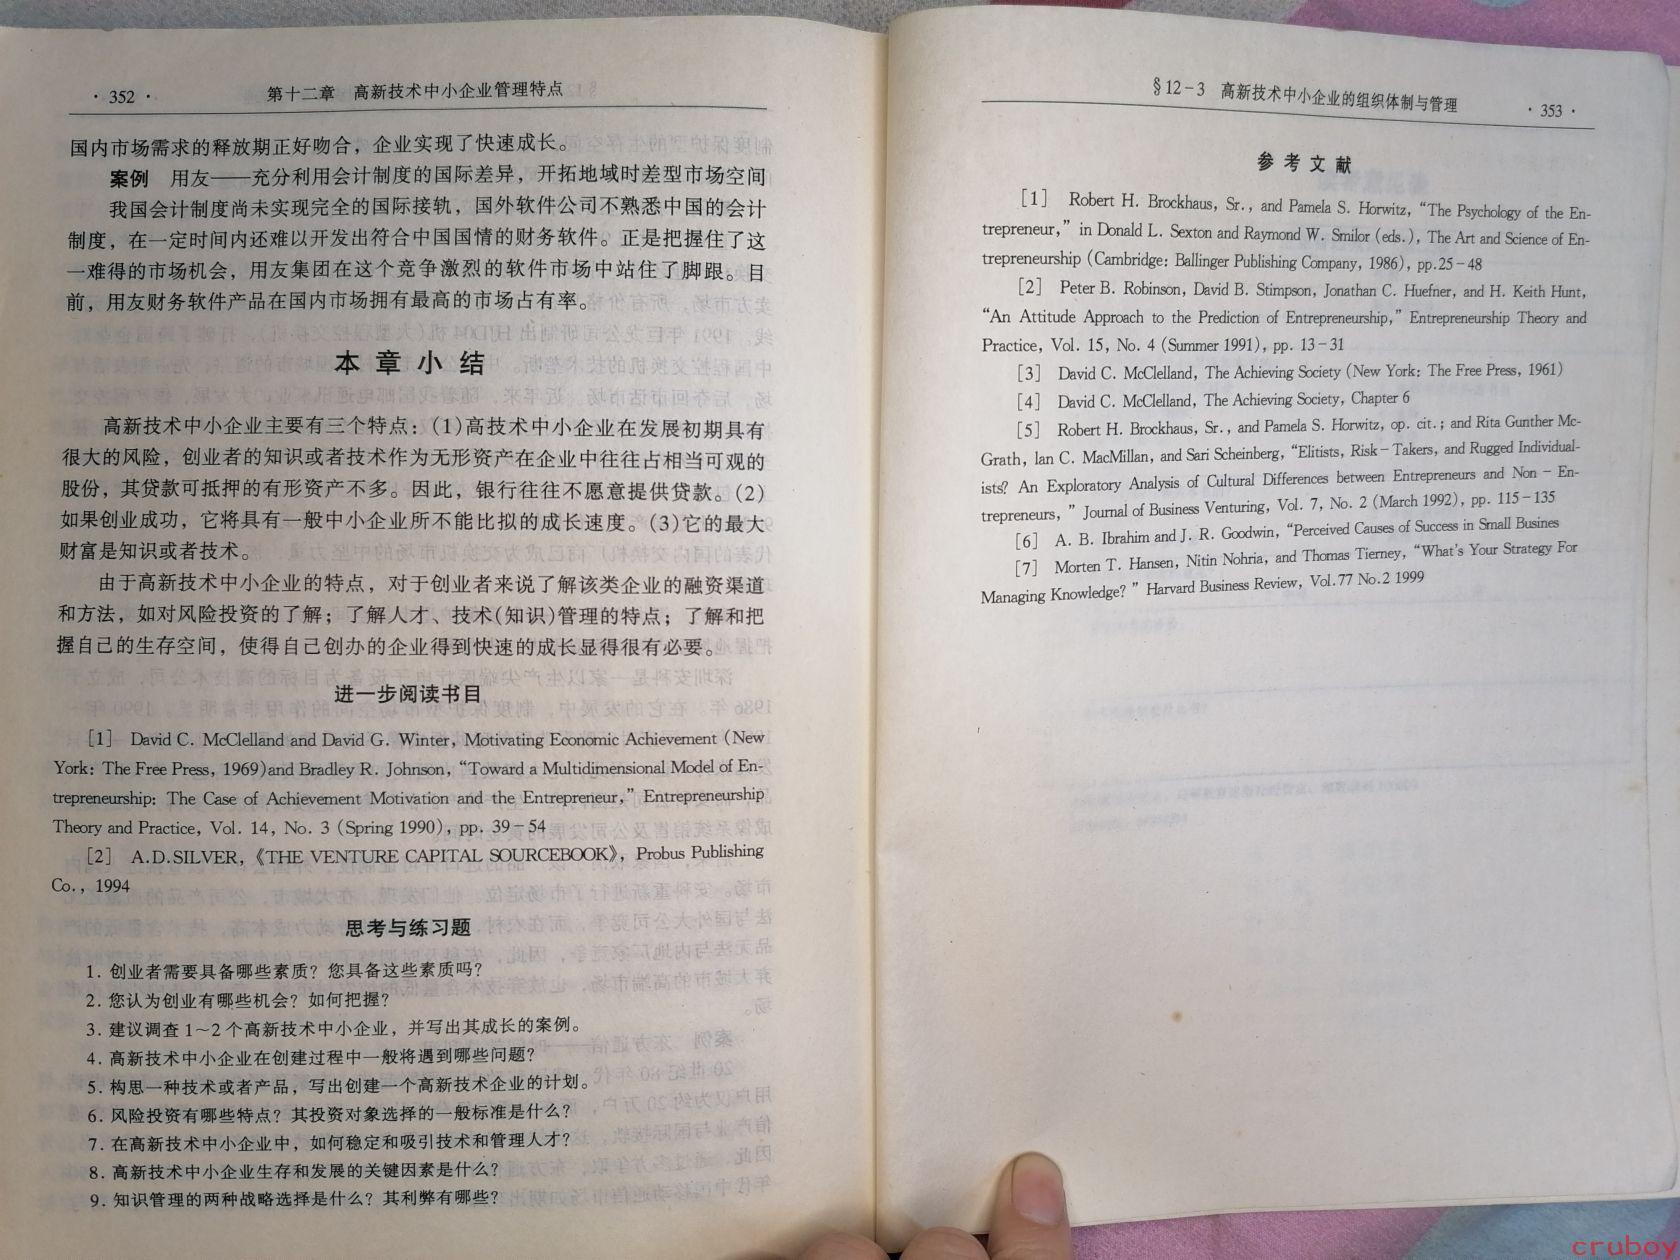 · 352 ·
第十二章 高新技术中小企业管理特点
国内市场需求的释放期正好吻合，企业实现了快速成长。
案例 用友——充分利用会计制度的国际差异，开拓地域时差型市场空间
我国会计制度尚未实现完全的国际接轨，国外软件公司不熟悉中国的会计
制度，在一定时间内还难以开发出符合中国国情的财务软件。正是把握住了这
一难得的市场机会，用友集团在这个竞争激烈的软件市场中站住了脚跟。目
前，用友财务软件产品在国内市场拥有最高的市场占有率。
本章小结
高新技术中小企业主要有三个特点：(1)高技术中小企业在发展初期具有
很大的风险，创业者的知识或者技术作为无形资产在企业中往往占相当可观的
股份，其贷款可抵押的有形资产不多。因此，银行往往不愿意提供贷款。(2)
如果创业成功，它将具有一般中小企业所不能比拟的成长速度。(3)它的最大
财富是知识或者技术。
由于高新技术中小企业的特点，对于创业者来说了解该类企业的融资渠道
和方法，如对风险投资的了解；了解人才、技术(知识)管理的特点；了解和把
握自己的生存空间，使得自己创办的企业得到快速的成长显得很有必要。
进一步阅读书目
[1] David C. McClelland and David G. Winter, Motivating Economic Achievement (New
York: The Free Press, 1969)and Bradley R. Johnson, “Toward a Multidimensional Model of En-
trepreneurship: The Case of Achievement Motivation and the Entrepreneur,” Entrepreneurship
Theory and Practice, Vol. 14, No. 3 (Spring 1990), pp. 39－54
[2] A.D.SILVER,《THE VENTURE CAPITAL SOURCEBOOK》, Probus Publishing
Co., 1994
思考与练习题
1. 创业者需要具备哪些素质？您具备这些素质吗？
2. 您认为创业有哪些机会？如何把握？
3. 建议调查1～2个高新技术中小企业，并写出其成长的案例。
4. 高新技术中小企业在创建过程中一般将遇到哪些问题？
5. 构思一种技术或者产品，写出创建一个高新技术企业的计划。
6. 风险投资有哪些特点？其投资对象选择的一般标准是什么？
7. 在高新技术中小企业中，如何稳定和吸引技术和管理人才？
8. 高新技术中小企业生存和发展的关键因素是什么？
9. 知识管理的两种战略选择是什么？其利弊有哪些？
§12－3 高新技术中小企业的组织体制与管理
· 353 ·
参考文献
[1] Robert H. Brockhaus, Sr., and Pamela S. Horwitz, “The Psychology of the En-
trepreneur,” in Donald L. Sexton and Raymond W. Smilor (eds.), The Art and Science of En-
trepreneurship (Cambridge: Ballinger Publishing Company, 1986), pp.25－48
[2] Peter B. Robinson, David B. Stimpson, Jonathan C. Huefner, and H. Keith Hunt,
“An Attitude Approach to the Prediction of Entrepreneurship,” Entrepreneurship Theory and
Practice, Vol. 15, No. 4 (Summer 1991), pp. 13－31
[3] David C. McClelland, The Achieving Society (New York: The Free Press, 1961)
[4] David C. McClelland, The Achieving Society, Chapter 6
[5] Robert H. Brockhaus, Sr., and Pamela S. Horwitz, op. cit.; and Rita Gunther Mc-
Grath, lan C. MacMillan, and Sari Scheinberg, “Elitists, Risk－Takers, and Rugged Individual-
ists? An Exploratory Analysis of Cultural Differences between Entrepreneurs and Non－En-
trepreneurs, ” Journal of Business Venturing, Vol. 7, No. 2 (March 1992), pp. 115－135
[6] A. B. Ibrahim and J. R. Goodwin, “Perceived Causes of Success in Small Busines
[7] Morten T. Hansen, Nitin Nohria, and Thomas Tierney, “What's Your Strategy For
Managing Knowledge? ” Harvard Business Review, Vol.77 No.2 1999
cruboy